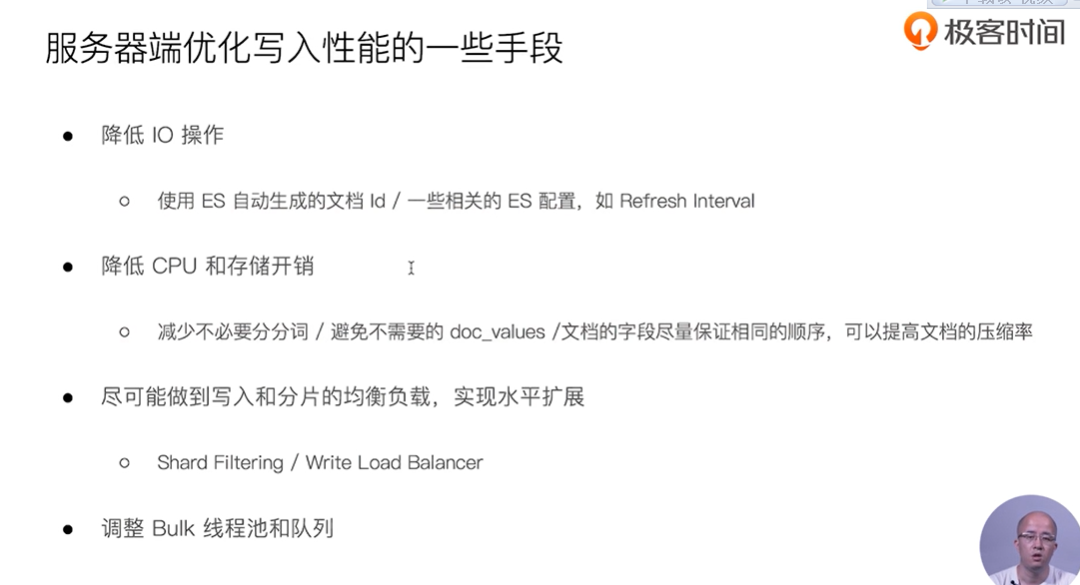 服务器端优化写入性能的一些手段
极客时间
降低 IO 操作
使用 ES 自动生成的文档 Id / 一些相关的 ES 配置，如 Refresh Interval
降低 CPU 和存储开销
减少不必要分分词 / 避免不需要的 doc_values /文档的字段尽量保证相同的顺序，可以提高文档的压缩率
尽可能做到写入和分片的均衡负载，实现水平扩展
Shard Filtering / Write Load Balancer
调整 Bulk 线程池和队列